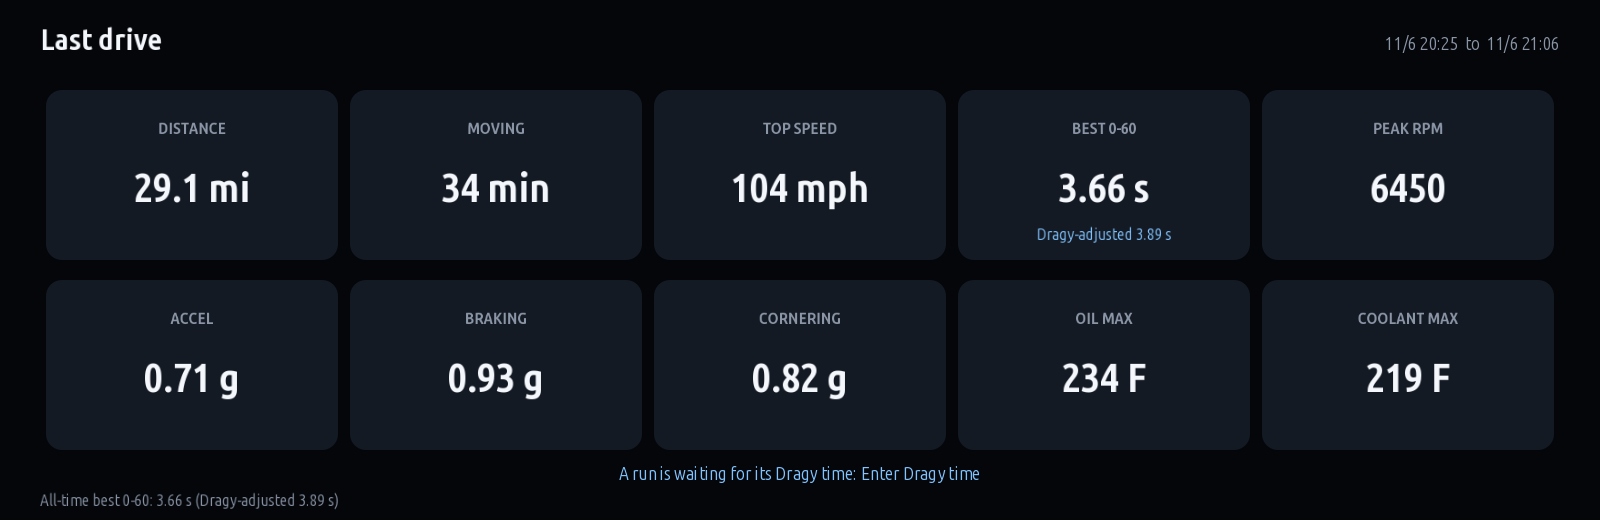 Last drive
11/6 20:25 to 11/6 21:06
DISTANCE
29.1 mi
MOVING
34 min
TOP SPEED
104 mph
BEST 0-60
3.66 s
Dragy-adjusted 3.89 s
PEAK RPM
6450
ACCEL
0.71 g
BRAKING
0.93 g
CORNERING
0.82 g
OIL MAX
234 F
COOLANT MAX
219 F
A run is waiting for its Dragy time: Enter Dragy time
All-time best 0-60: 3.66 s (Dragy-adjusted 3.89 s)